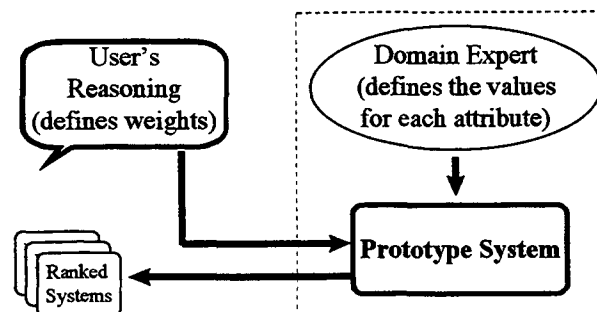 User's
Reasoning
(defines weights)
Domain Expert
(defines the values
for each attribute)
Prototype System
Ranked
Systems